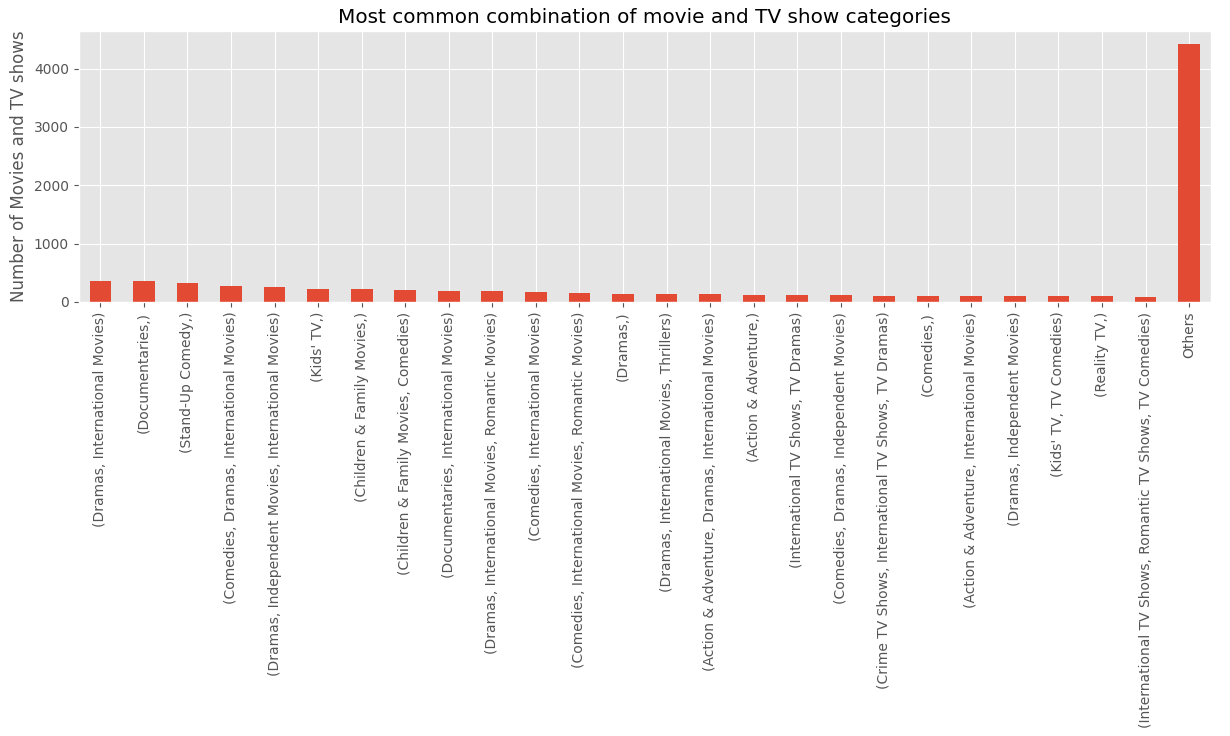 Most common combination of movie and TV show categories
Number of Movies and TV shows
4000
3000
2000
1000
0
(Dramas, International Movies)
(Documentaries,)
(Stand-Up Comedy,)
(Comedies, Dramas, International Movies)
(Dramas, Independent Movies, International Movies)
(Kids' TV,)
(Children & Family Movies,)
(Children & Family Movies, Comedies)
(Documentaries, International Movies)
(Dramas, International Movies, Romantic Movies)
(Comedies, International Movies)
(Comedies, International Movies, Romantic Movies)
(Dramas,)
(Dramas, International Movies, Thrillers)
(Action & Adventure, Dramas, International Movies)
(Action & Adventure,)
(International TV Shows, TV Dramas)
(Comedies, Dramas, Independent Movies)
(Crime TV Shows, International TV Shows, TV Dramas)
(Comedies,)
(Action & Adventure, International Movies)
(Dramas, Independent Movies)
(Kids' TV, TV Comedies)
(Reality TV,)
(International TV Shows, Romantic TV Shows, TV Comedies)
Others